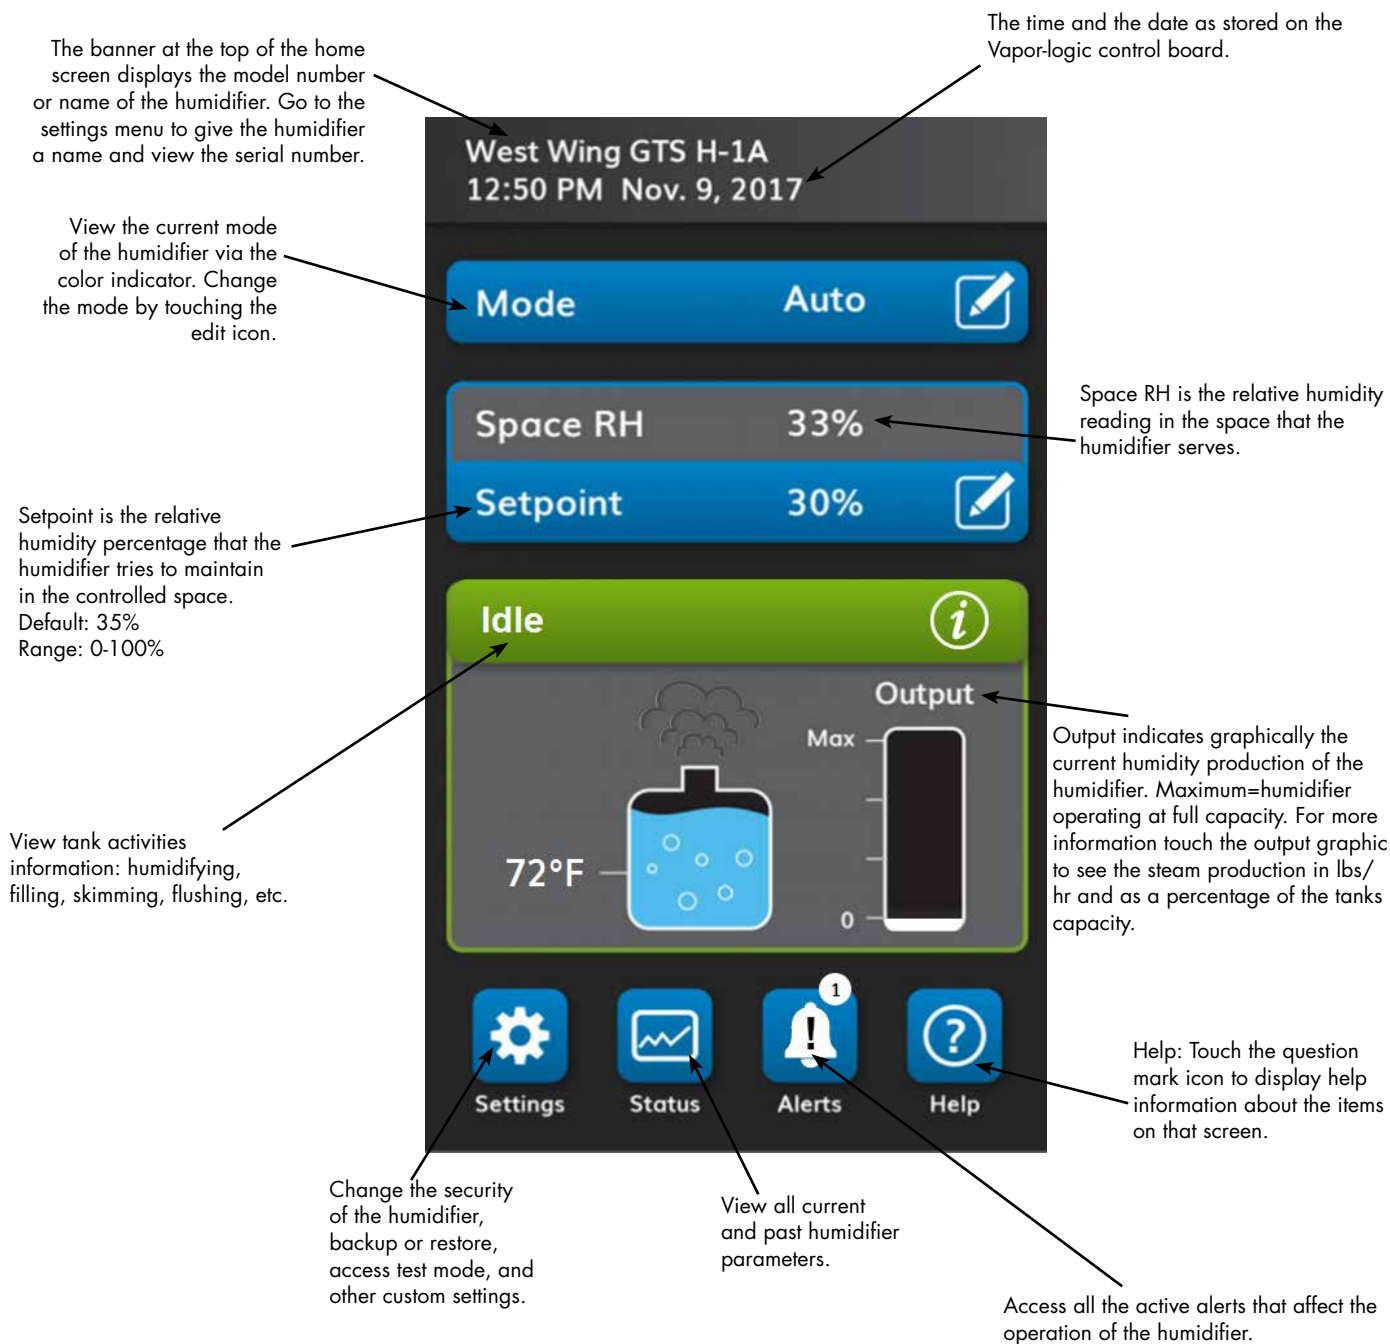 The time and the date as stored on the
Vapor-logic control board.
The banner at the top of the home
screen displays the model number
or name of the humidifier. Go to the
settings menu to give the humidifier
a name and view the serial number.
West Wing GTS H-1A
12:50 PM Nov. 9, 2017
View the current mode
of the humidifier via the
color indicator. Change
the mode by touching the
edit icon.
Mode Auto
Space RH 33%
Space RH is the relative humidity
reading in the space that the
humidifier serves.
Setpoint 30%
Setpoint is the relative
humidity percentage that the
humidifier tries to maintain
in the controlled space.
Default: 35%
Range: 0-100%
Idle i
Output
Max
0
72°F
Output indicates graphically the
current humidity production of the
humidifier. Maximum=humidifier
operating at full capacity. For more
information touch the output graphic
to see the steam production in lbs/
hr and as a percentage of the tanks
capacity.
View tank activities
information: humidifying,
filling, skimming, flushing, etc.
1
! ?
Settings Status Alerts Help
Help: Touch the question
mark icon to display help
information about the items
on that screen.
Change the security
of the humidifier,
backup or restore,
access test mode, and
other custom settings.
View all current
and past humidifier
parameters.
Access all the active alerts that affect the
operation of the humidifier.